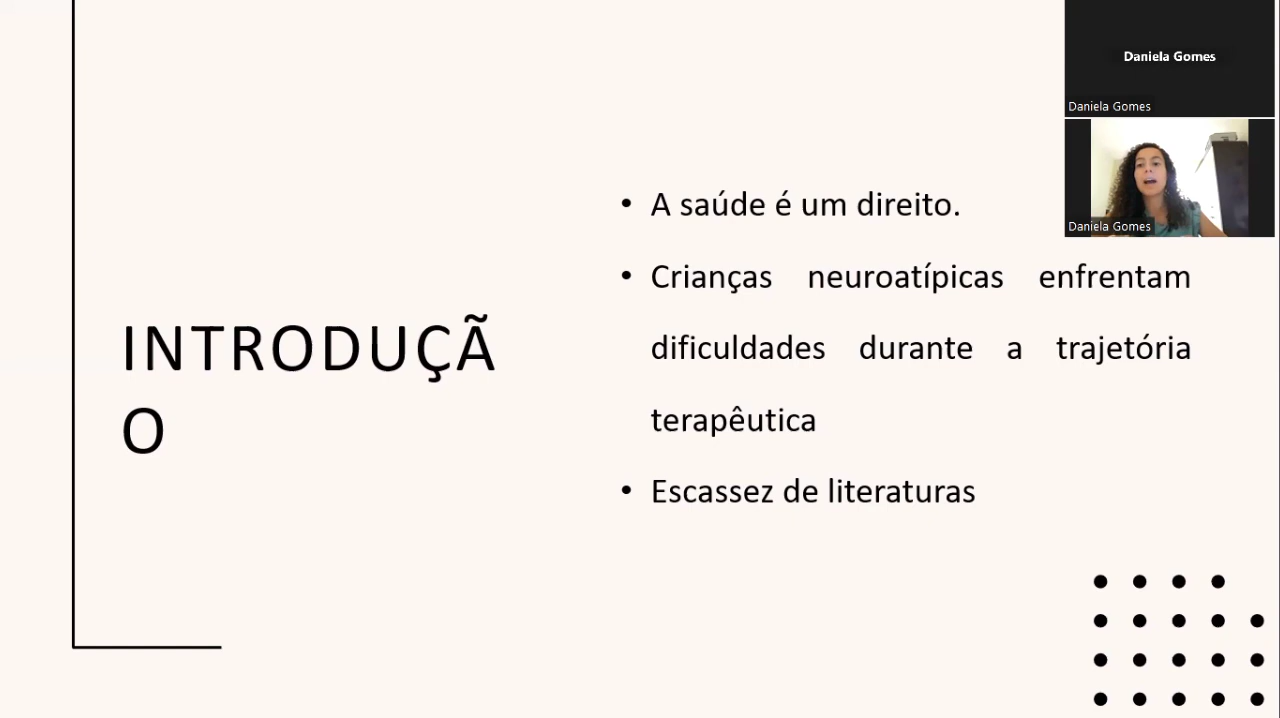 Daniela Gomes
Daniela Gomes
Daniela Gomes
INTRODUÇÃ
O
• A saúde é um direito.
• Crianças neuroatípicas enfrentam
dificuldades durante a trajetória
terapêutica
• Escassez de literaturas